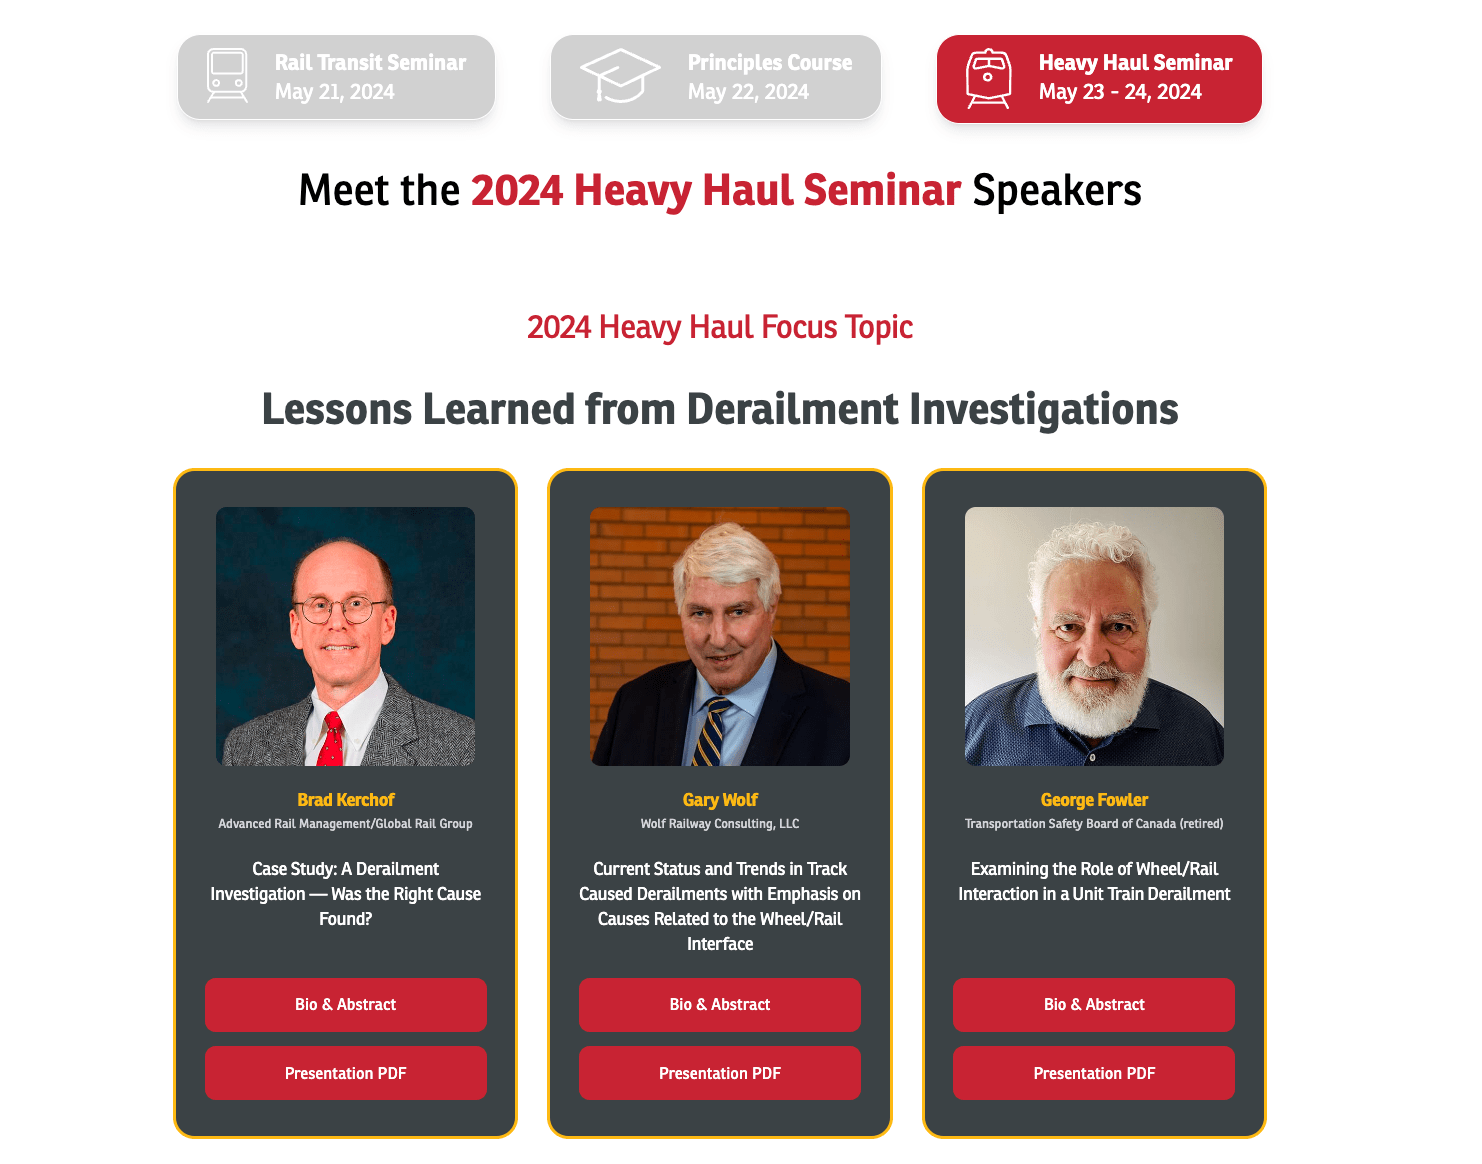 Rail Transit Seminar
May 21, 2024
Principles Course
May 22, 2024
Heavy Haul Seminar
May 23 - 24, 2024
Meet the 2024 Heavy Haul Seminar Speakers
2024 Heavy Haul Focus Topic
Lessons Learned from Derailment Investigations
Brad Kerchof
Advanced Rail Management/Global Rail Group
Case Study: A Derailment
Investigation — Was the Right Cause
Found?
Bio & Abstract
Presentation PDF
Gary Wolf
Wolf Railway Consulting, LLC
Current Status and Trends in Track
Caused Derailments with Emphasis on
Causes Related to the Wheel/Rail
Interface
Bio & Abstract
Presentation PDF
George Fowler
Transportation Safety Board of Canada (retired)
Examining the Role of Wheel/Rail
Interaction in a Unit Train Derailment
Bio & Abstract
Presentation PDF